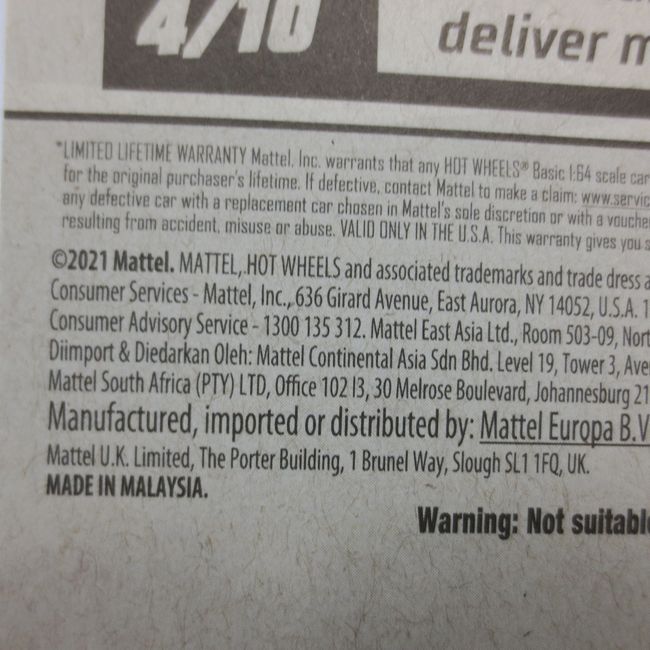 4/10
deliver m
*LIMITED LIFETIME WARRANTY Mattel, Inc. warrants that any HOT WHEELS® Basic 1:64 scale car
for the original purchaser's lifetime. If defective, contact Mattel to make a claim: www.servic
any defective car with a replacement car chosen in Mattel's sole discretion or with a vouche
resulting from accident, misuse or abuse. VALID ONLY IN THE U.S.A. This warranty gives you s
©2021 Mattel. MATTEL, HOT WHEELS and associated trademarks and trade dress a
Consumer Services - Mattel, Inc., 636 Girard Avenue, East Aurora, NY 14052, U.S.A. 1
Consumer Advisory Service - 1300 135 312. Mattel East Asia Ltd., Room 503-09, Nort
Diimport & Diedarkan Oleh: Mattel Continental Asia Sdn Bhd. Level 19, Tower 3, Ave
Mattel South Africa (PTY) LTD, Office 102 I3, 30 Melrose Boulevard, Johannesburg 21
Manufactured, imported or distributed by: Mattel Europa B.V
Mattel U.K. Limited, The Porter Building, 1 Brunel Way, Slough SL1 1FQ, UK.
MADE IN MALAYSIA.
Warning: Not suitable